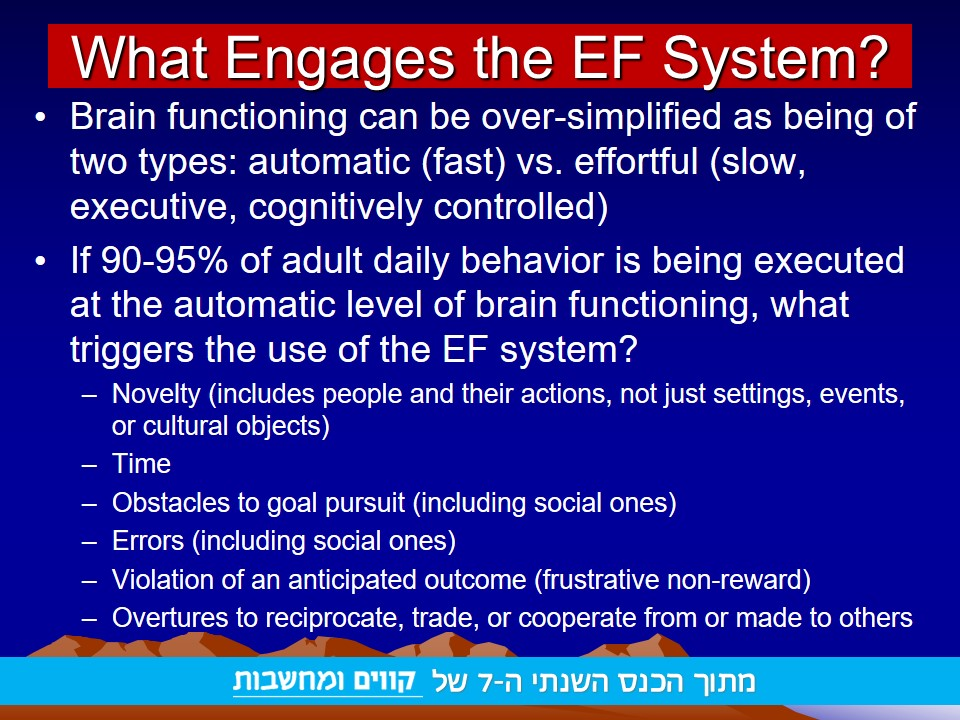 What Engages the EF System?
• Brain functioning can be over-simplified as being of
two types: automatic (fast) vs. effortful (slow,
executive, cognitively controlled)
• If 90-95% of adult daily behavior is being executed
at the automatic level of brain functioning, what
triggers the use of the EF system?
– Novelty (includes people and their actions, not just settings, events,
or cultural objects)
– Time
– Obstacles to goal pursuit (including social ones)
– Errors (including social ones)
– Violation of an anticipated outcome (frustrative non-reward)
– Overtures to reciprocate, trade, or cooperate from or made to others
מתוך הכנס השנתי ה-7 של קווים ומחשבות